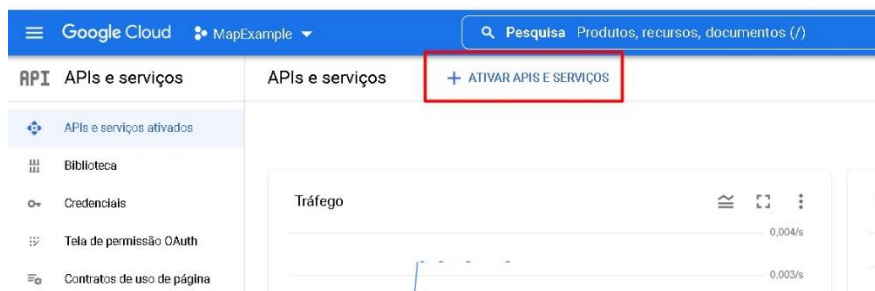 Google Cloud MapExample Pesquisa Produtos, recursos, documentos (/)
API APIs e serviços APIs e serviços + ATIVAR APIS E SERVIÇOS
APIs e serviços ativados
Biblioteca
Credenciais
Tráfego
0,004/s
Tela de permissão OAuth
Contratos de uso de página
0,003/s